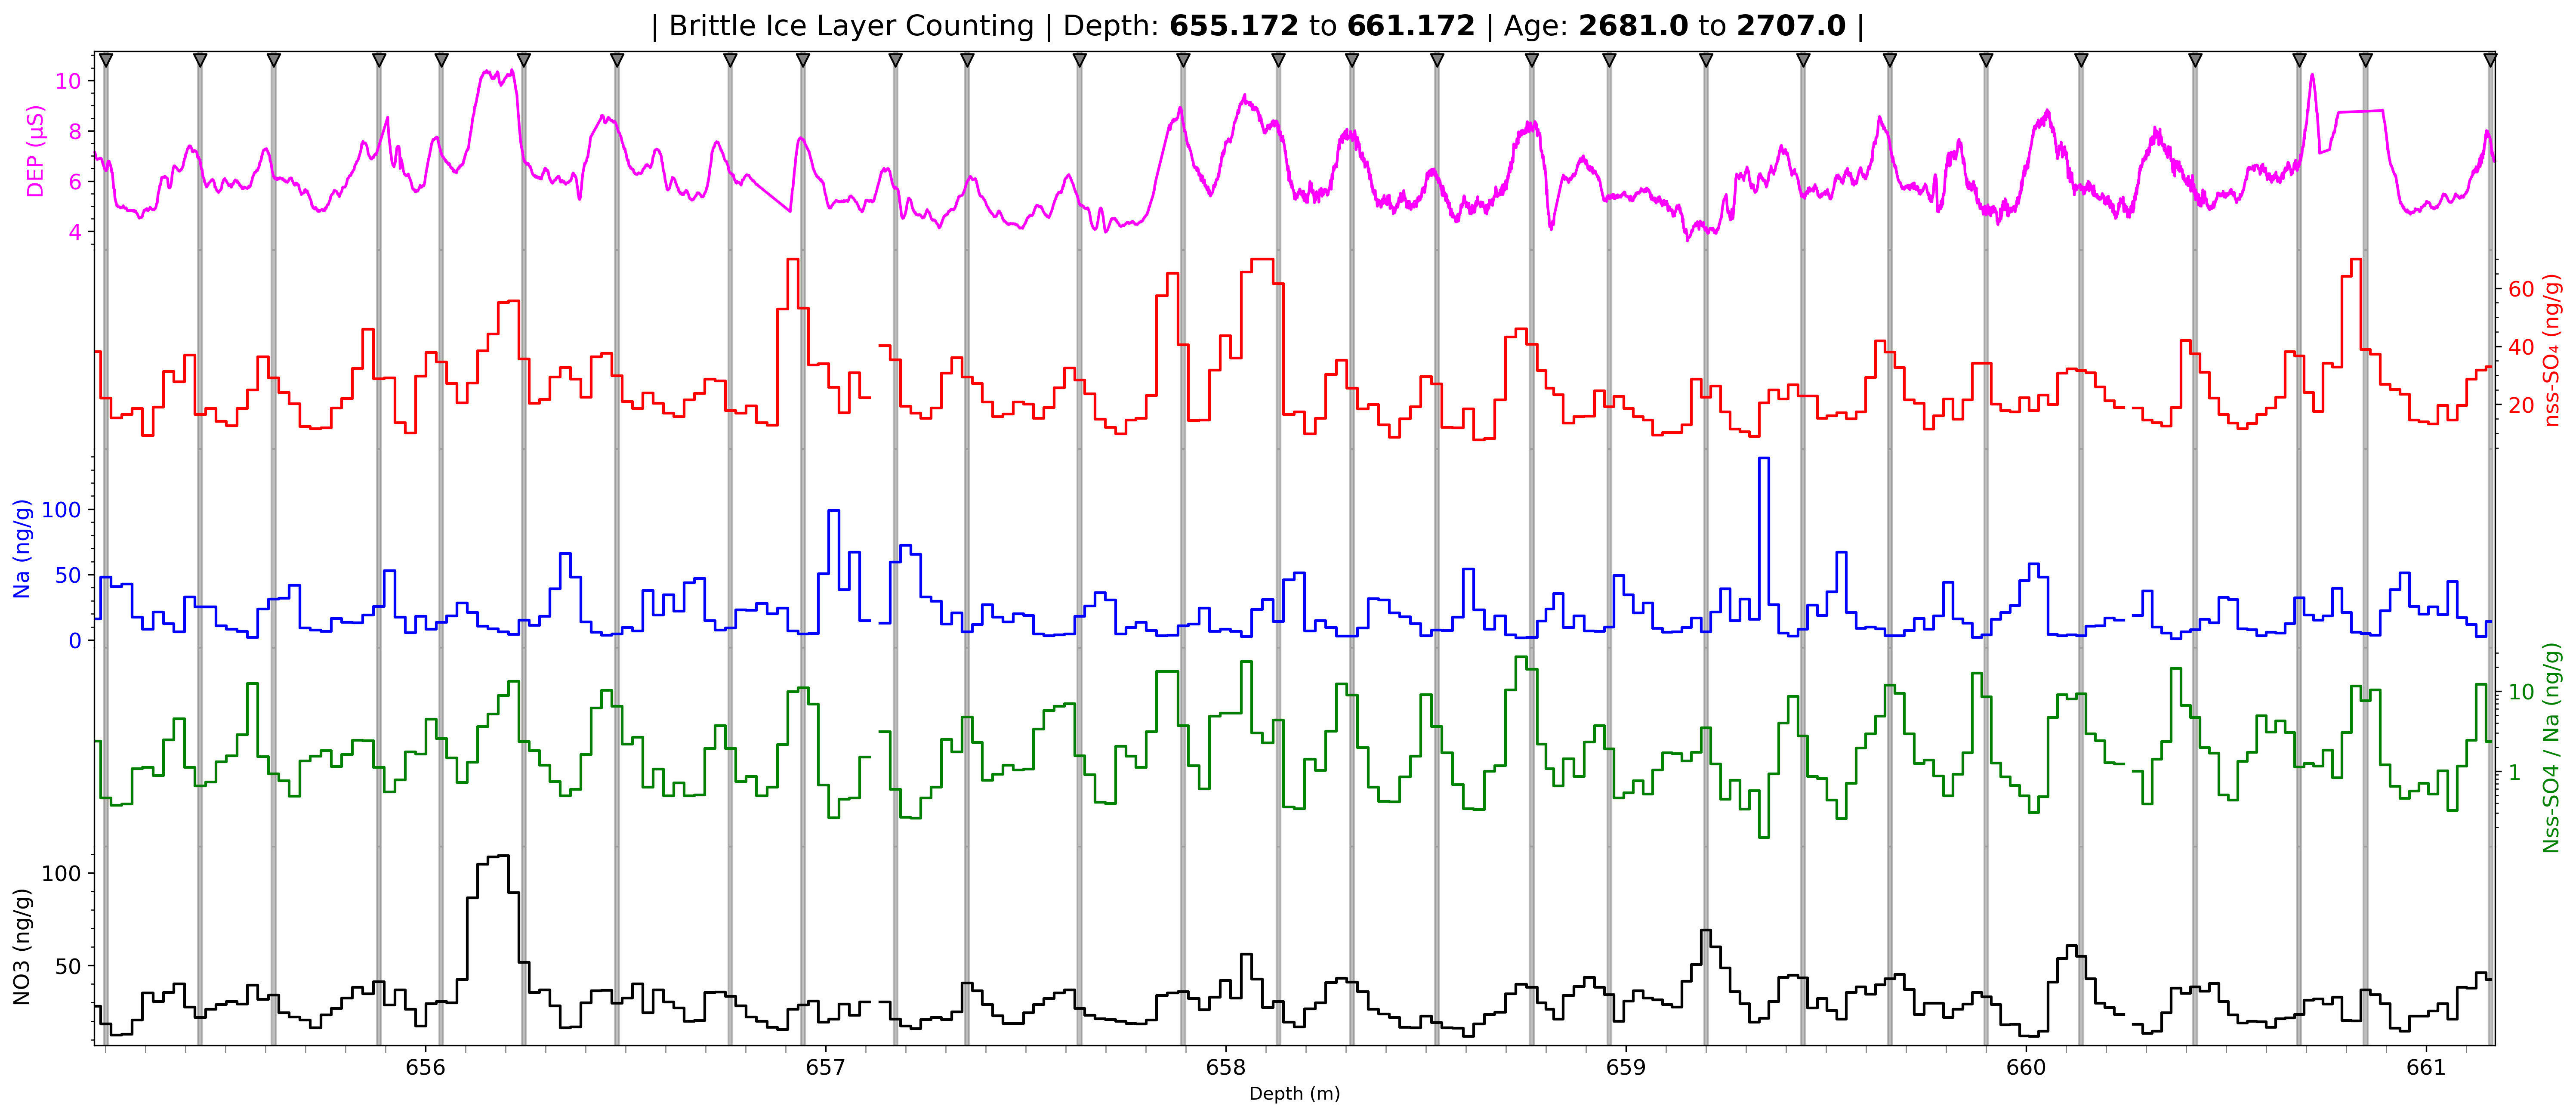 | Brittle Ice Layer Counting | Depth: 655.172 to 661.172 | Age: 2681.0 to 2707.0 |
DEP (µS)
10
8
6
4
nss-SO₄ (ng/g)
60
40
20
Na (ng/g)
100
50
0
Nss-SO4 / Na (ng/g)
10
1
NO3 (ng/g)
100
50
656
657
658
659
660
661
Depth (m)